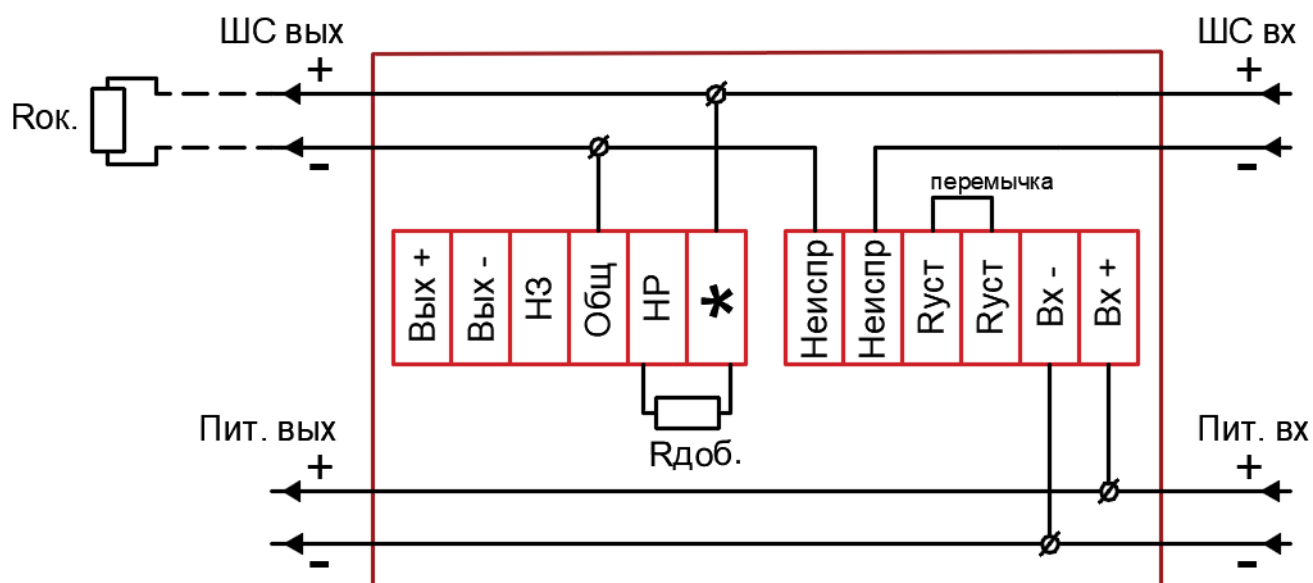 ШС вых
ШС вх
+
+
Rок.
-
-
перемычка
Вых +
Вых -
НЗ
Общ
НР
*
Неиспр
Неиспр
Rуст
Rуст
Вх -
Вх +
Rдоб.
Пит. вых
Пит. вх
+
+
-
-